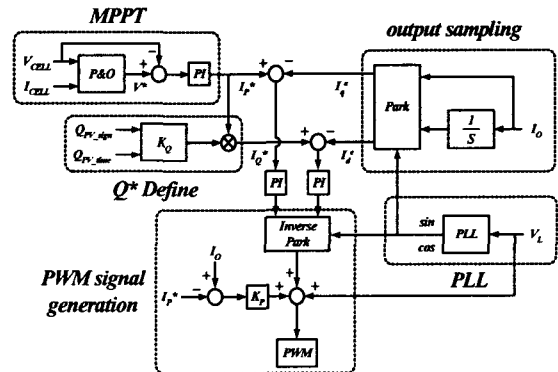 MPPT
output sampling
V_CELL
I_CELL
P&O
V*
PI
I_P*
I_q^e
Park
1/S
I_O
Q_PV_sign
Q_PV_time
K_Q
I_Q*
I_d^e
Q* Define
PI
PI
Inverse
Park
sin
cos
PLL
V_L
PLL
PWM signal
generation
I_O
I_P*
K_P
PWM